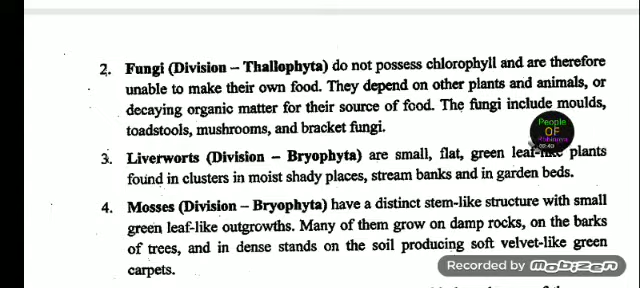 2. Fungi (Division – Thallophyta) do not possess chlorophyll and are therefore
unable to make their own food. They depend on other plants and animals, or
decaying organic matter for their source of food. The fungi include moulds,
toadstools, mushrooms, and bracket fungi.
People
OF
02:40
3. Liverworts (Division – Bryophyta) are small, flat, green leaf-like plants
found in clusters in moist shady places, stream banks and in garden beds.
4. Mosses (Division – Bryophyta) have a distinct stem-like structure with small
green leaf-like outgrowths. Many of them grow on damp rocks, on the barks
of trees, and in dense stands on the soil producing soft velvet-like green
carpets.
Recorded by mobizen